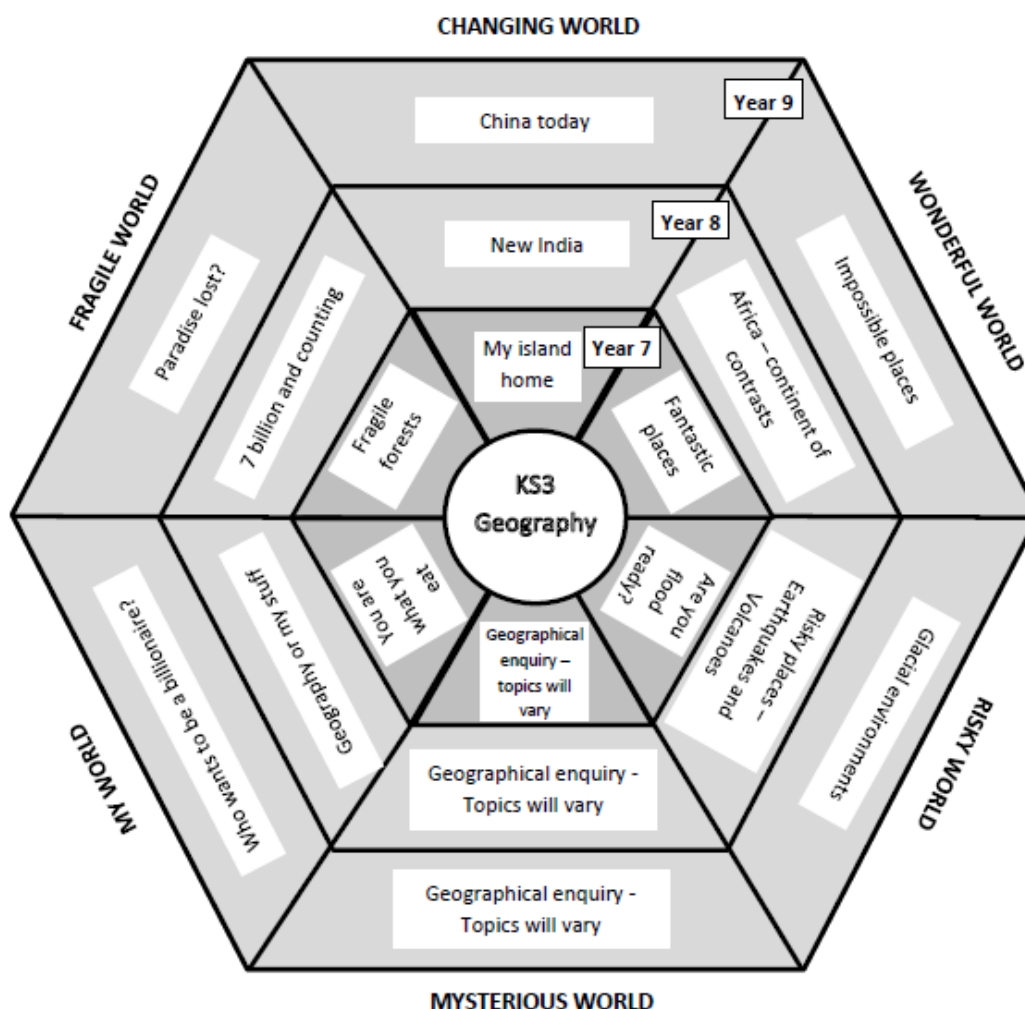 CHANGING WORLD
Year 9
China today
Year 8
New India
Year 7
My island
home
WONDERFUL WORLD
Impossible places
Africa – continent of
contrasts
Fantastic
places
FRAGILE WORLD
Paradise lost?
7 billion and counting
Fragile
forests
KS3
Geography
MY WORLD
Who wants to be a billionaire?
Geography or my stuff
You are
what you
eat
Are you
flood
ready?
Risky places –
Earthquakes and
Volcanoes
Glacial environments
RISKY WORLD
Geographical
enquiry –
topics will
vary
Geographical enquiry -
Topics will vary
Geographical enquiry -
Topics will vary
MYSTERIOUS WORLD